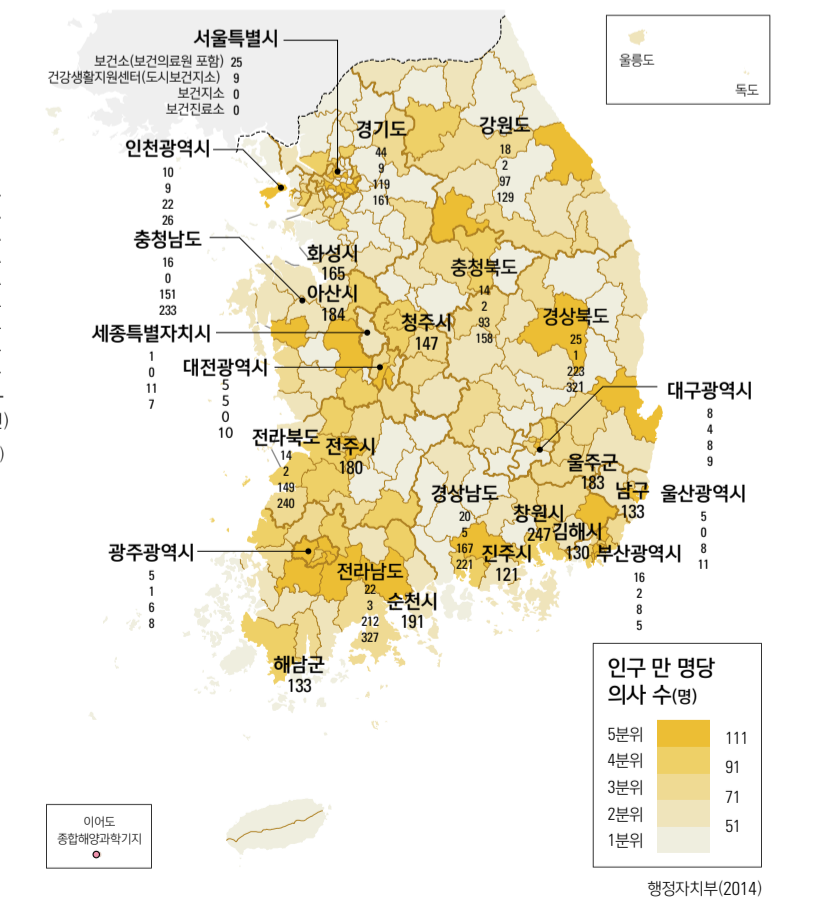 서울특별시
보건소(보건의료원 포함) 25
건강생활지원센터(도시보건지소) 9
보건지소 0
보건진료소 0
울릉도
독도
경기도
44
9
119
161
강원도
18
2
97
129
인천광역시
10
9
22
26
충청남도
16
0
151
233
화성시
165
아산시
184
충청북도
14
2
93
158
청주시
147
경상북도
25
1
223
321
세종특별자치시
1
0
11
7
대전광역시
5
5
0
10
대구광역시
8
4
8
9
전라북도
14
2
149
240
전주시
180
울주군
183
남구
133
울산광역시
5
0
8
11
경상남도
20
5
167
221
창원시
247
김해시
130
진주시
121
부산광역시
16
2
8
5
광주광역시
5
1
6
8
전라남도
22
3
212
327
순천시
191
해남군
133
인구 만 명당
의사 수(명)
5분위
111
4분위
91
3분위
71
2분위
51
1분위
이어도
종합해양과학기지
행정자치부(2014)